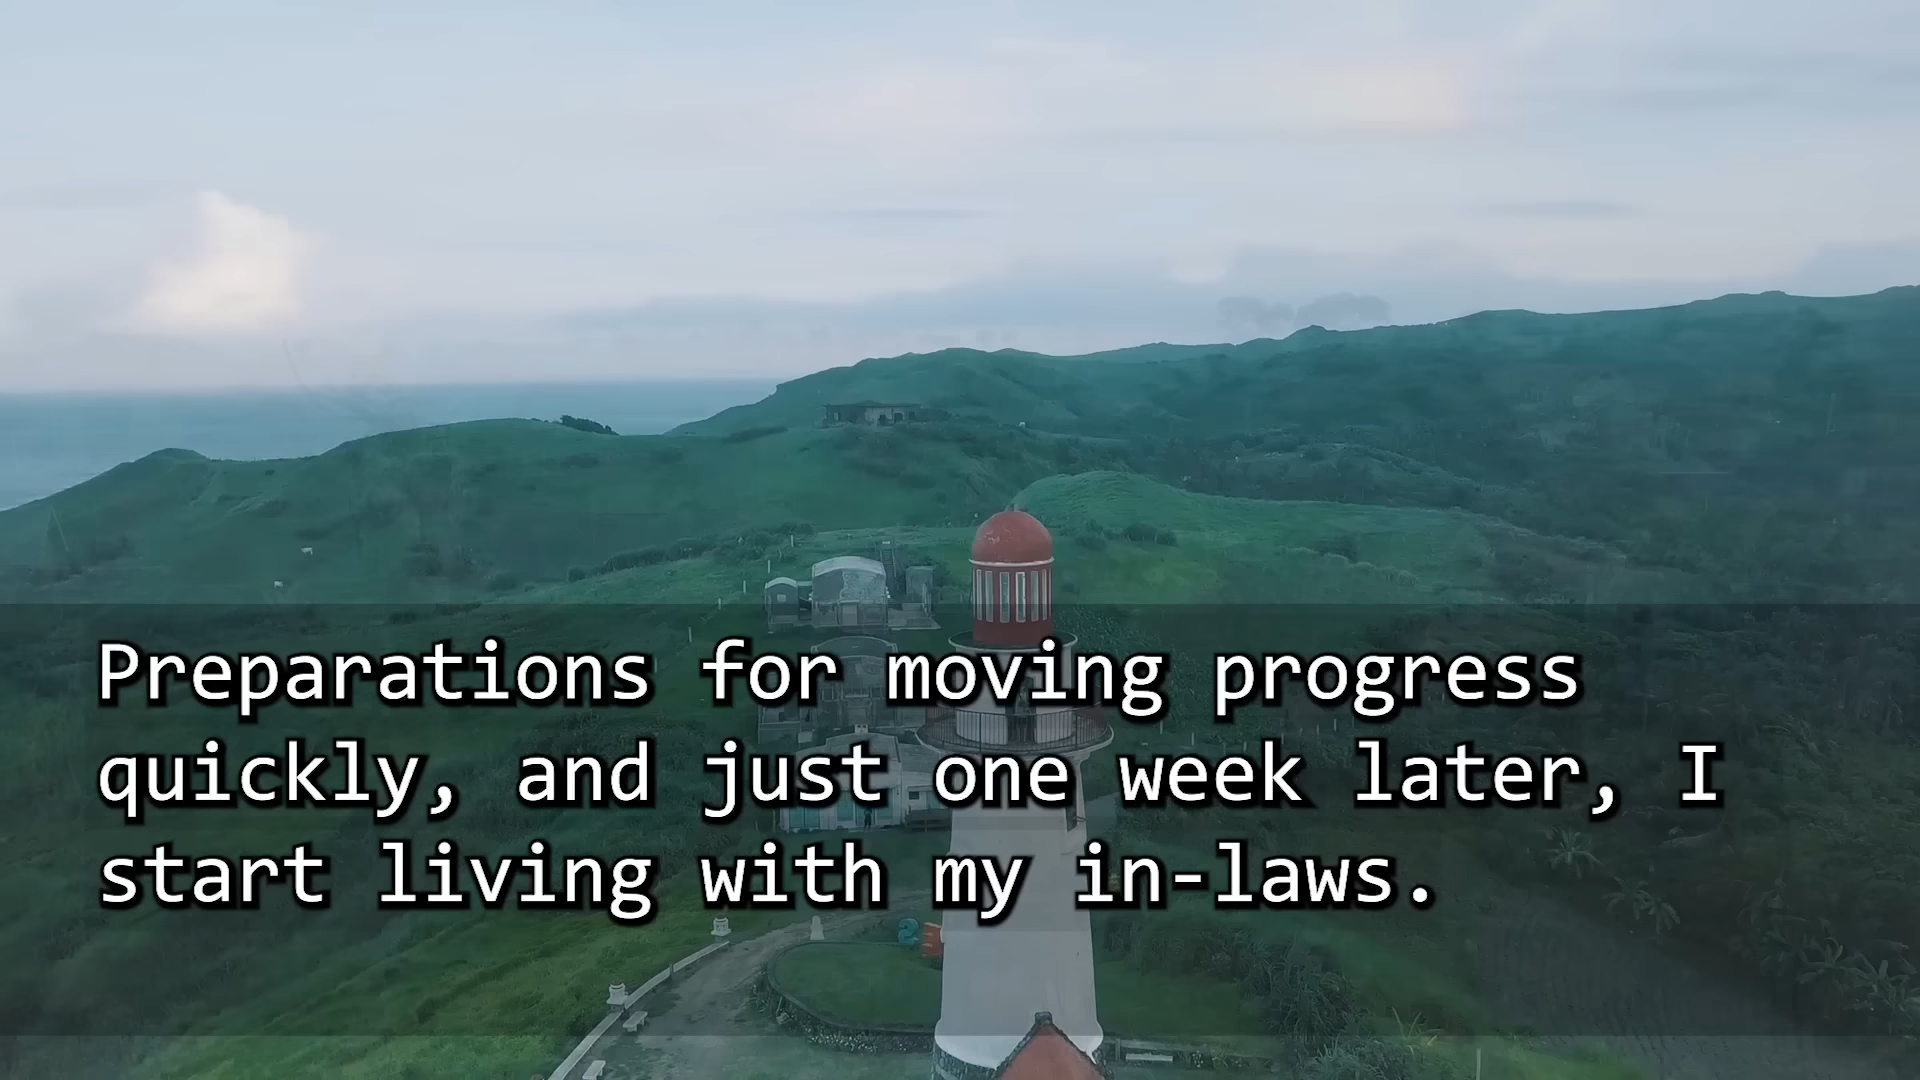 Preparations for moving progress
quickly, and just one week later, I
start living with my in-laws.